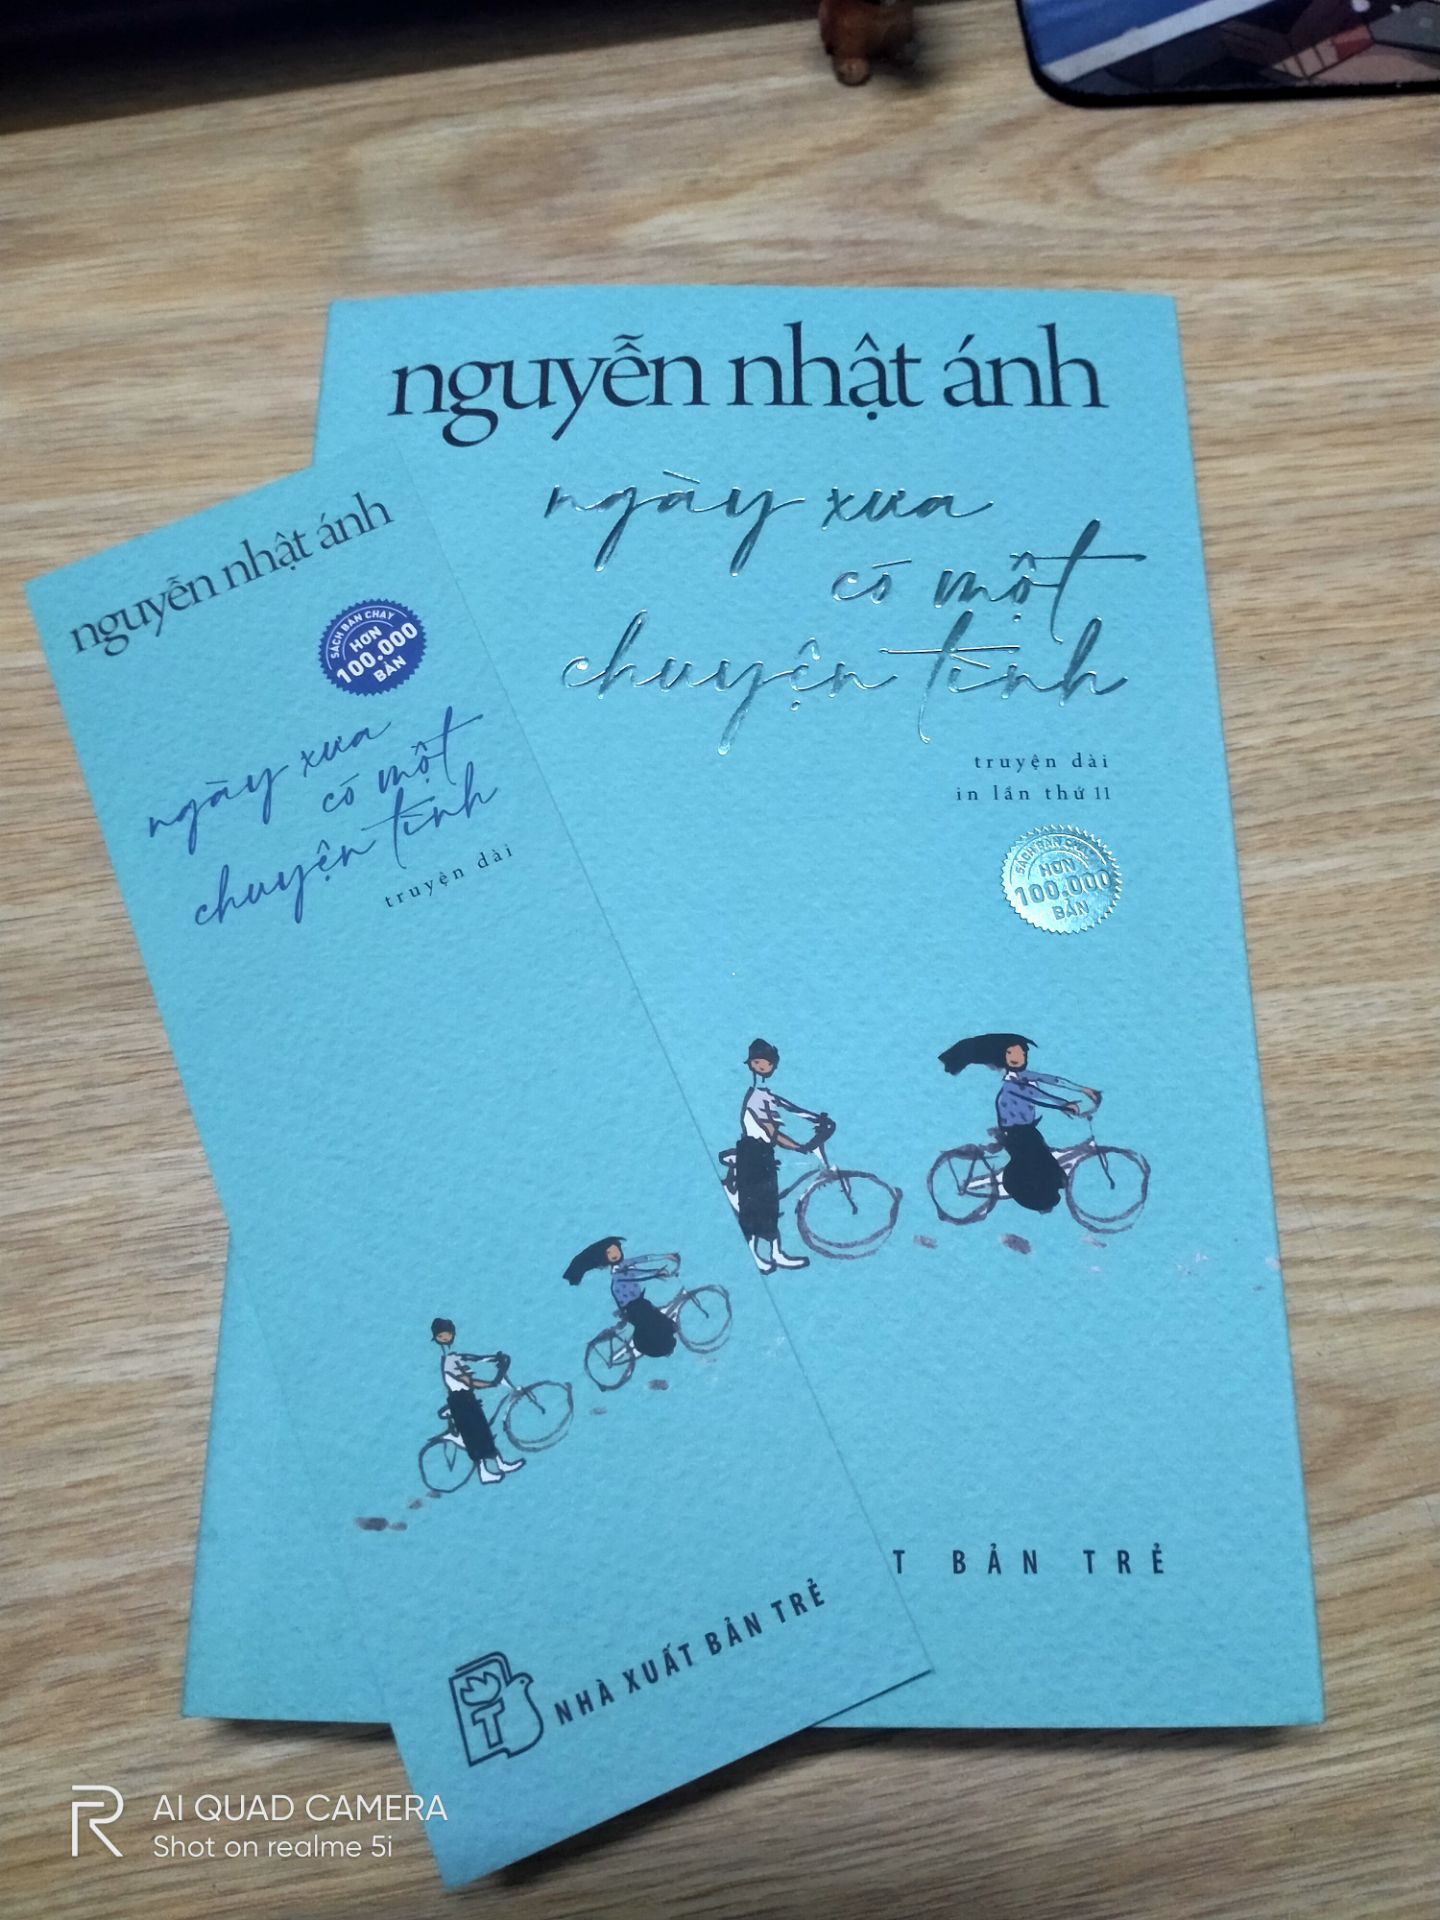 nguyễn nhật ánh
ngày xưa
có một
chuyện tình
truyện dài
in lần thứ 11
SÁCH BÁN CHẠY
HƠN
100.000
BẢN
T BẢN TRẺ
nguyễn nhật ánh
SÁCH BÁN CHẠY
HƠN
100.000
BẢN
ngày xưa
có một
chuyện tình
truyện dài
NHÀ XUẤT BẢN TRẺ
R AI QUAD CAMERA
Shot on realme 5i